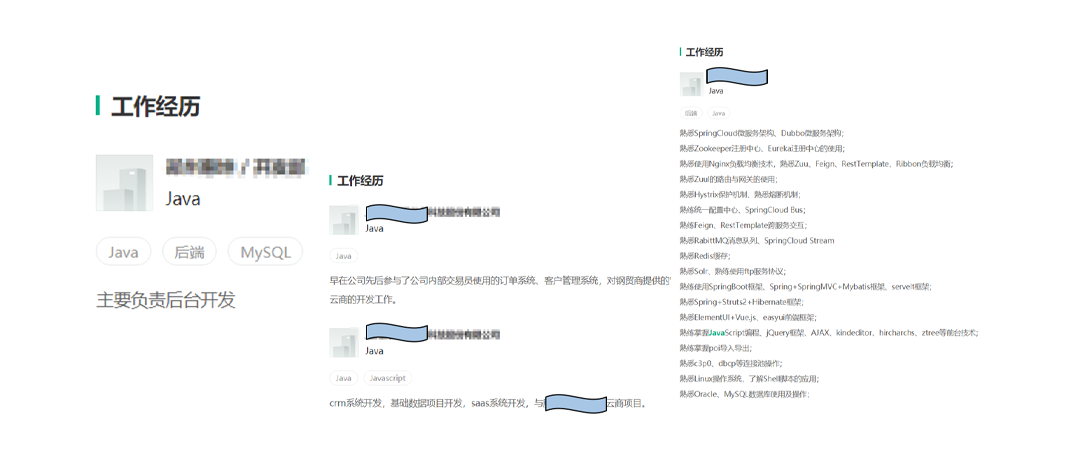 工作经历
Java
Java
后端
MySQL
主要负责后台开发
工作经历
科技股份有限公司
Java
Java
早在公司先后参与了公司内部交易员使用的订单系统、客户管理系统，对钢贸商提供的
云商的开发工作。
科技股份有限公司
Java
Java
Javascript
crm系统开发，基础数据项目开发，saas系统开发。与
云商项目。
工作经历
Java
后端
Java
熟悉SpringCloud微服务架构、Dubbo微服务架构；
熟悉Zookeeper注册中心、Eureka注册中心的使用；
熟悉使用Nginx负载均衡技术，熟悉Zuu、Feign、RestTemplate、Ribbon负载均衡；
熟悉Zuul的路由与网关的使用；
熟悉Hystrix保护机制、熟悉熔断机制；
熟练统一配置中心、SpringCloud Bus；
熟练Feign、RestTemplate跨服务交互；
熟悉RabittMQ消息队列、SpringCloud Stream
熟悉Redis缓存；
熟悉Solr、熟练使用ftp服务协议；
熟练使用SpringBoot框架、Spring+SpringMVC+Mybatis框架、servelt框架；
熟悉Spring+Struts2+Hibernate框架；
熟悉ElementUI+Vue.js、easyui前端框架；
熟练掌握JavaScript编程、jQuery框架、AJAX、kindeditor、hircharchs、ztree等前台技术；
熟练掌握poi导入导出；
熟悉c3p0、dbcp等连接池操作；
熟悉Linux操作系统，了解Shell脚本的应用；
熟悉Oracle、MySQL数据库使用及操作；